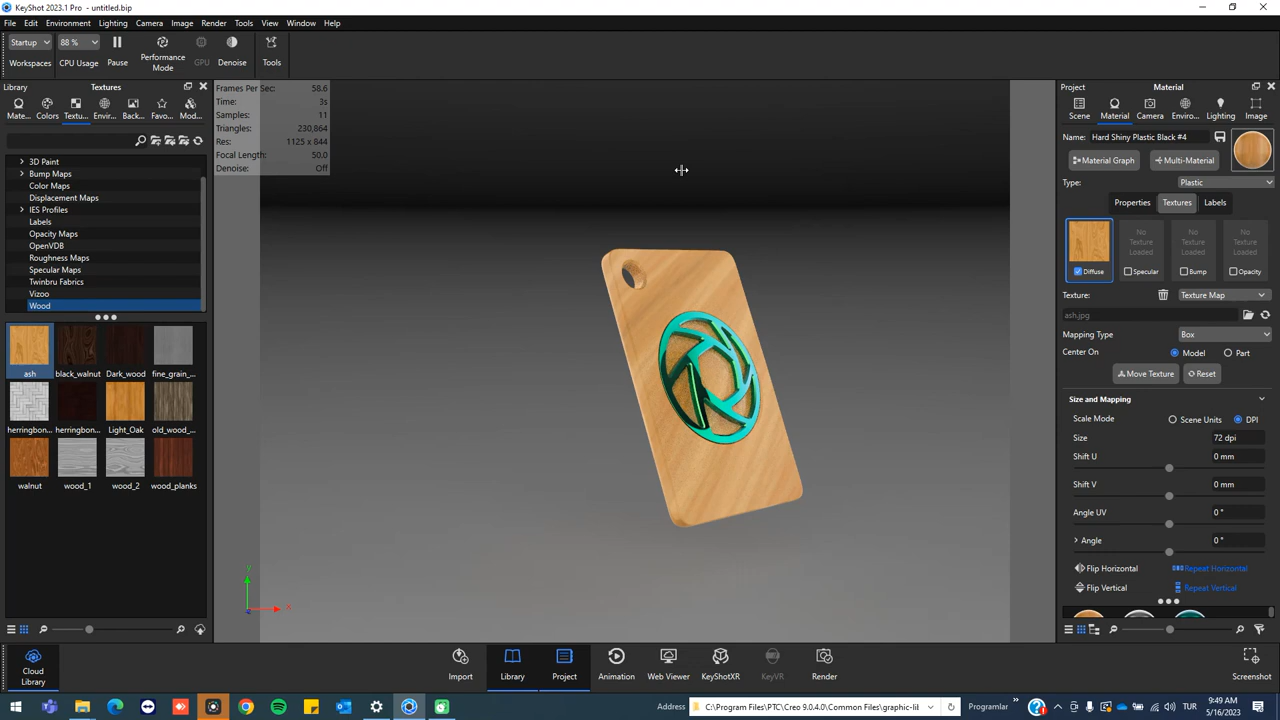 KeyShot 2023.1 Pro - untitled.bip
File Edit Environment Lighting Camera Image Render Tools View Window Help
Startup 88 %
Workspaces CPU Usage Pause Performance Mode GPU Denoise Tools
Library Textures
Mate... Colors Textu... Envir... Back... Favo... Mod...
3D Paint
Bump Maps
Color Maps
Displacement Maps
IES Profiles
Labels
Opacity Maps
OpenVDB
Roughness Maps
Specular Maps
Twinbru Fabrics
Vizoo
Wood
ash black_walnut Dark_wood fine_grain_...
herringbon... herringbon... Light_Oak old_wood_...
walnut wood_1 wood_2 wood_planks
Frames Per Sec: 58.6
Time: 3s
Samples: 11
Triangles: 230,864
Res: 1125 x 844
Focal Length: 50.0
Denoise: Off
Y
X
Project Material
Scene Material Camera Enviro... Lighting Image
Name: Hard Shiny Plastic Black #4
Material Graph Multi-Material
Type: Plastic
Properties Textures Labels
No Texture Loaded No Texture Loaded No Texture Loaded
Diffuse Specular Bump Opacity
Texture: Texture Map
ash.jpg
Mapping Type Box
Center On Model Part
Move Texture Reset
Size and Mapping
Scale Mode Scene Units DPI
Size 72 dpi
Shift U 0 mm
Shift V 0 mm
Angle UV 0 °
Angle 0 °
Flip Horizontal Repeat Horizontal
Flip Vertical Repeat Vertical
Cloud Library
Import Library Project Animation Web Viewer KeyShotXR KeyVR Render Screenshot
Address C:\Program Files\PTC\Creo 9.0.4.0\Common Files\graphic-lib Programlar » TUR 9:49 AM
5/16/2023